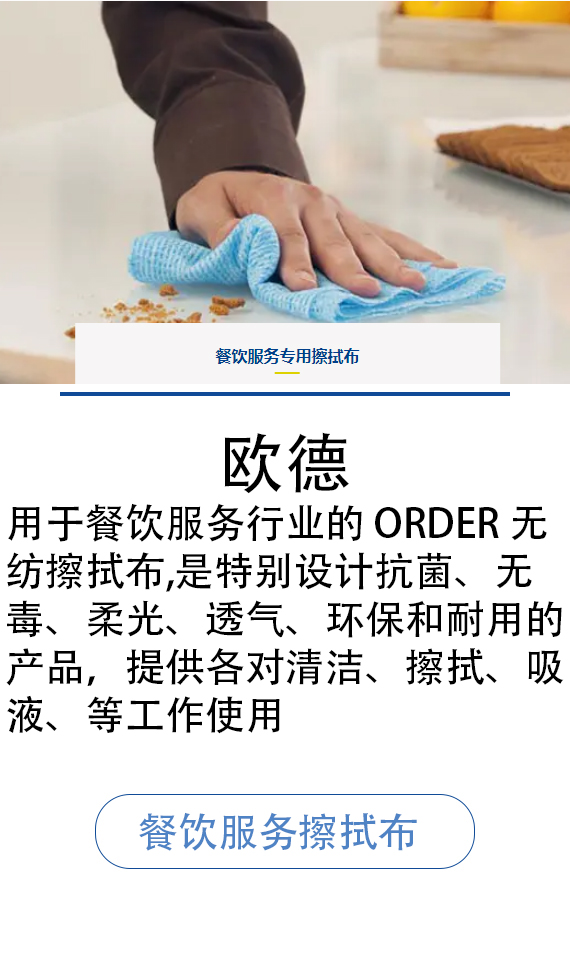 餐饮服务专用擦拭布
欧德
用于餐饮服务行业的 ORDER 无
纺擦拭布,是特别设计抗菌、无
毒、柔光、透气、环保和耐用的
产品，提供各对清洁、擦拭、吸
液、等工作使用
餐饮服务擦拭布